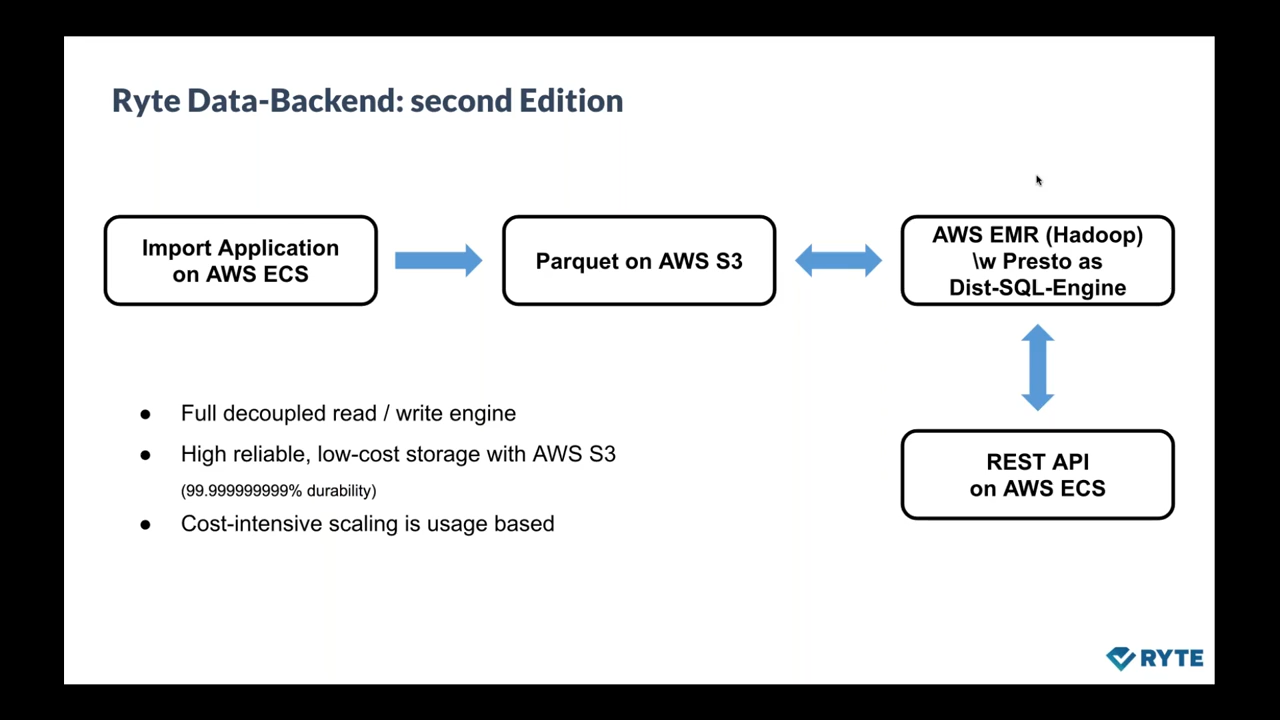 Ryte Data-Backend: second Edition
Import Application
on AWS ECS
Parquet on AWS S3
AWS EMR (Hadoop)
\w Presto as
Dist-SQL-Engine
● Full decoupled read / write engine
● High reliable, low-cost storage with AWS S3
(99.999999999% durability)
● Cost-intensive scaling is usage based
REST API
on AWS ECS
RYTE